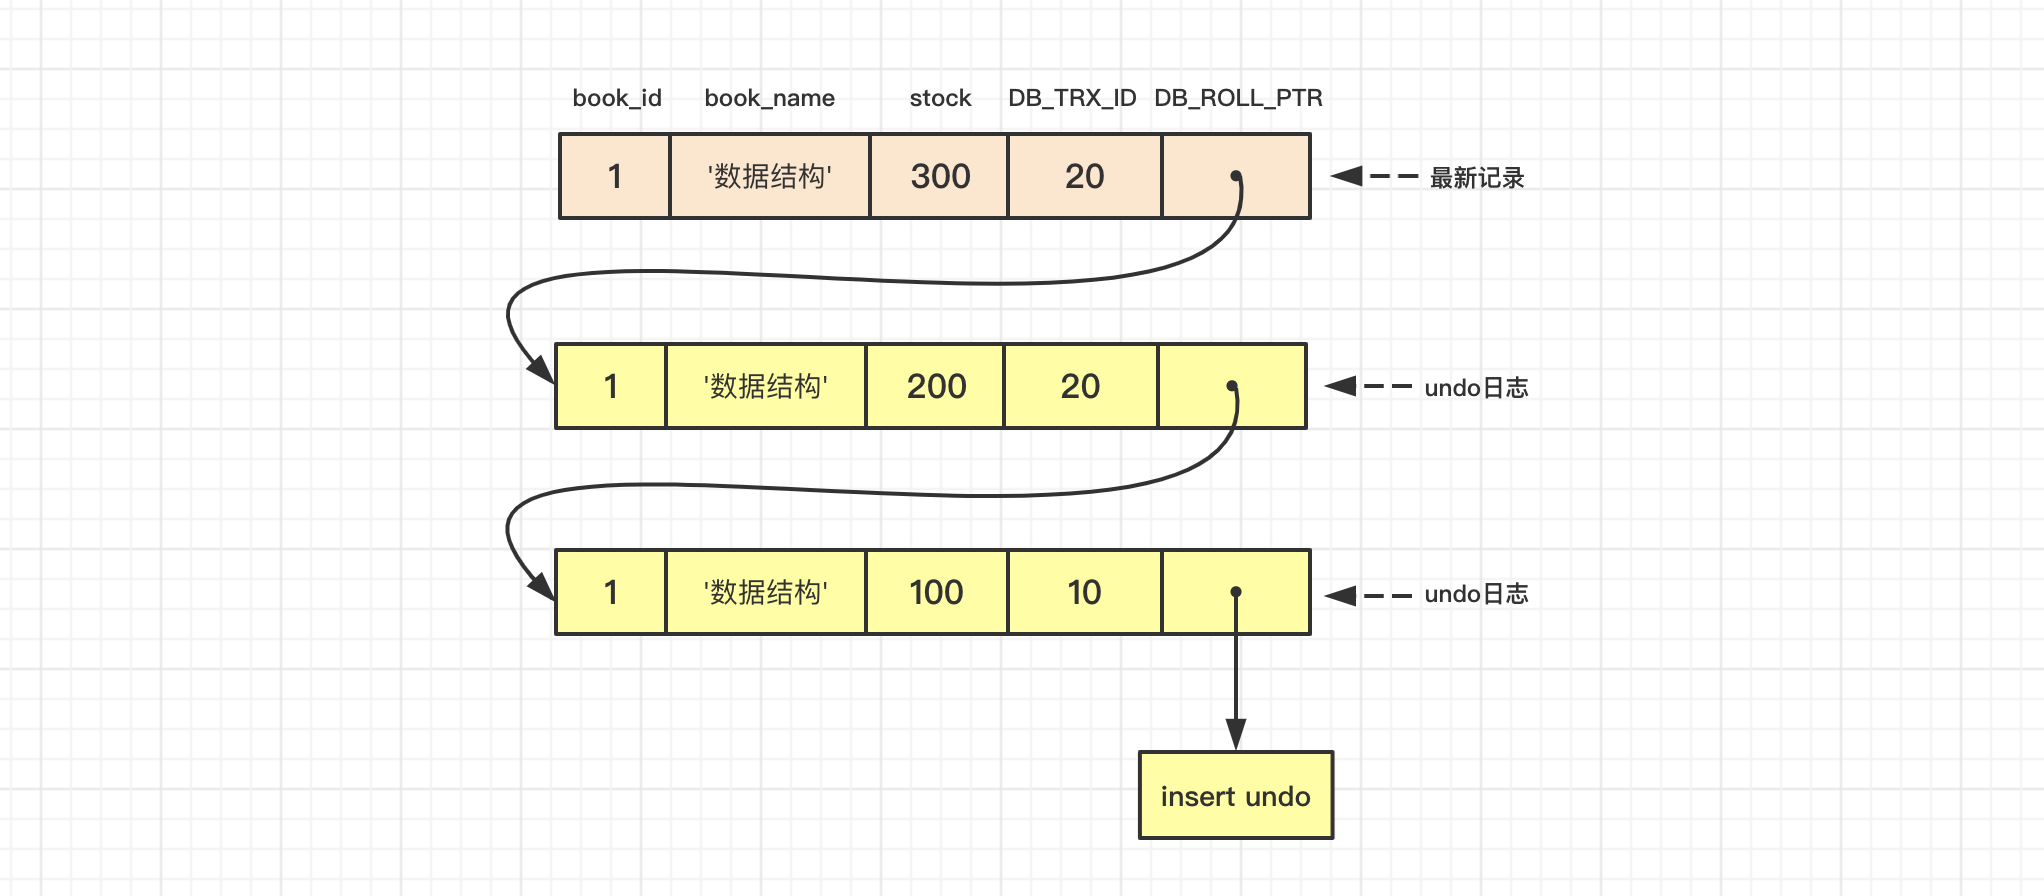 book_id book_name stock DB_TRX_ID DB_ROLL_PTR
1 '数据结构' 300 20 最新记录
1 '数据结构' 200 20 undo日志
1 '数据结构' 100 10 undo日志
insert undo